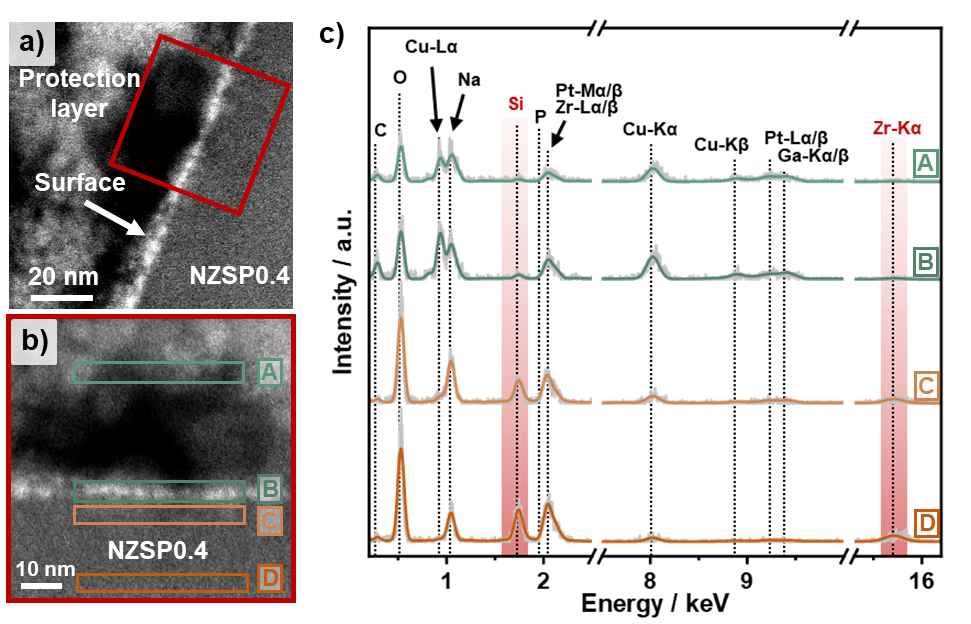 a)
Protection
layer
Surface
20 nm
NZSP0.4
b)
A
B
C
NZSP0.4
10 nm
D
c)
Cu-Lα
O
Na
C
Si
P
Pt-Mα/β
Zr-Lα/β
Cu-Kα
Cu-Kβ
Pt-Lα/β
Ga-Kα/β
Zr-Kα
A
B
C
D
Intensity / a.u.
1 2 8 9 16
Energy / keV